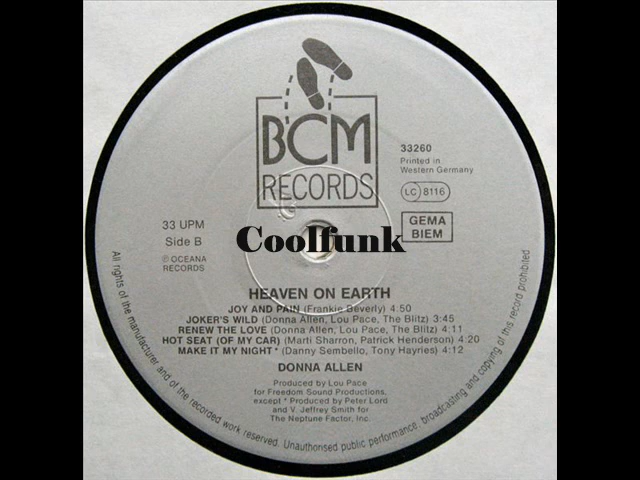 BCM
RECORDS
33260
Printed in
Western Germany
LC 8116
GEMA
BIEM
33 UPM
Side B
℗ OCEANA
RECORDS
Coolfunk
HEAVEN ON EARTH
JOY AND PAIN (Frankie Beverly) 4:50
JOKER'S WILD (Donna Allen, Lou Pace, The Blitz) 3:45
RENEW THE LOVE (Donna Allen, Lou Pace, The Blitz) 4:11
HOT SEAT (OF MY CAR) (Marti Sharron, Patrick Henderson) 4:20
MAKE IT MY NIGHT* (Danny Sembello, Tony Hayries) 4:12
DONNA ALLEN
Produced by Lou Pace
for Freedom Sound Productions,
except * Produced by Peter Lord
and V. Jeffrey Smith for
The Neptune Factor, Inc.
All rights of the manufacturer and of the recorded work reserved. Unauthorised public performance, broadcasting and copying of this record prohibited